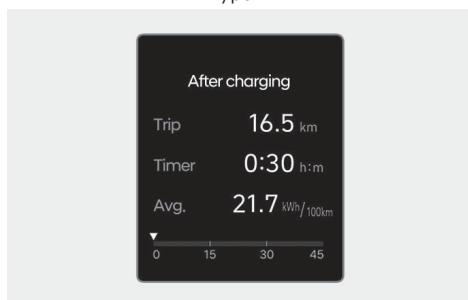 After charging
Trip 16.5 km
Timer 0:30 h:m
Avg. 21.7 kWh/100km
0 15 30 45